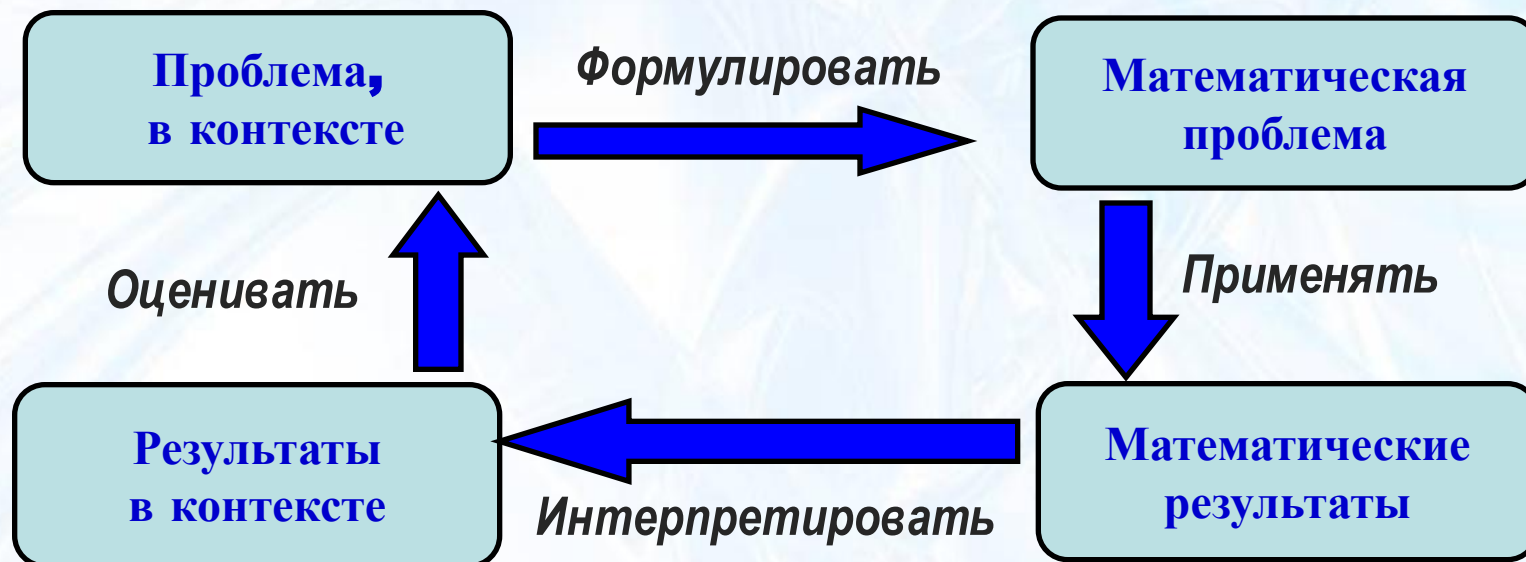 Проблема,
в контексте
Формулировать
Математическая
проблема
Оценивать
Применять
Результаты
в контексте
Интерпретировать
Математические
результаты